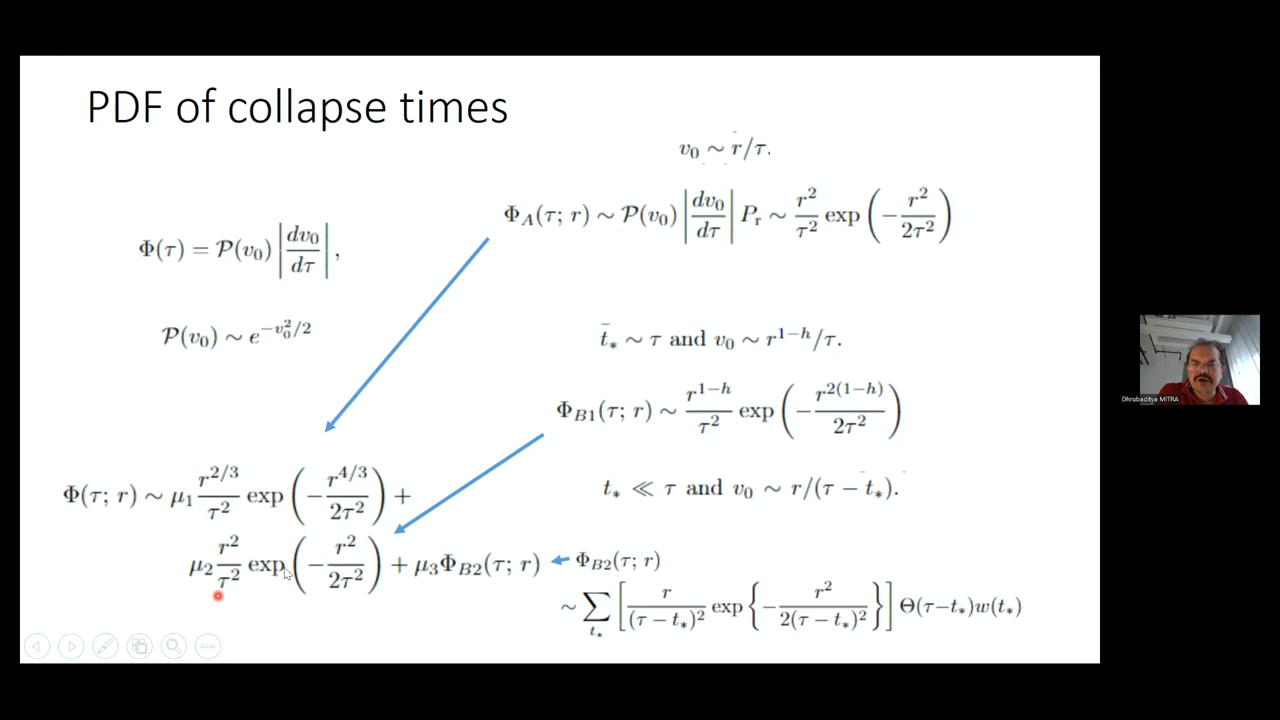 PDF of collapse times
v₀ ∼ r/τ.
Φ_A(τ; r) ∼ 𝒫(v₀) |dv₀/dτ| P_r ∼ r²/τ² exp(−r²/2τ²)
Φ(τ) = 𝒫(v₀) |dv₀/dτ|,
𝒫(v₀) ∼ e^{−v₀²/2}
t_* ∼ τ and v₀ ∼ r^{1−h}/τ.
Φ_{B1}(τ; r) ∼ r^{1−h}/τ² exp(−r^{2(1−h)}/2τ²)
t_* ≪ τ and v₀ ∼ r/(τ − t_*).
Φ(τ; r) ∼ μ₁ r^{2/3}/τ² exp(−r^{4/3}/2τ²) +
μ₂ r²/τ² exp(−r²/2τ²) + μ₃Φ_{B2}(τ; r)
Φ_{B2}(τ; r)
∼ ∑_{t_*} [r/(τ − t_*)² exp{−r²/2(τ − t_*)²}] Θ(τ−t_*)w(t_*)
Dhrubaditya MITRA